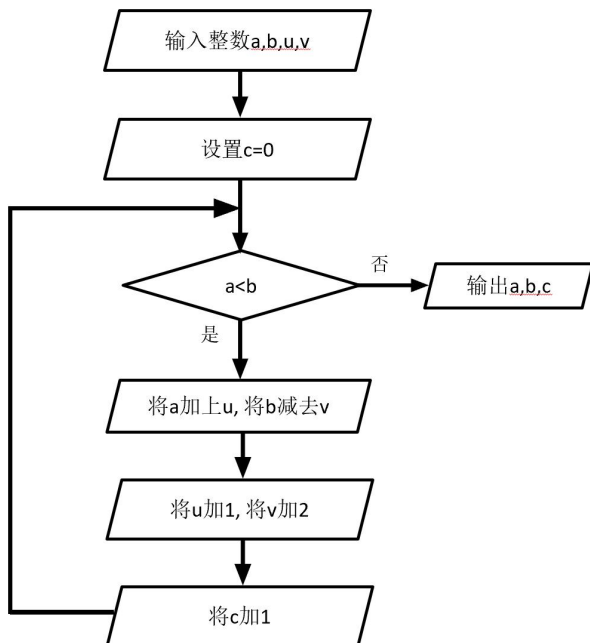 输入整数a,b,u,v
设置c=0
a<b
否
输出a,b,c
是
将a加上u, 将b减去v
将u加1, 将v加2
将c加1